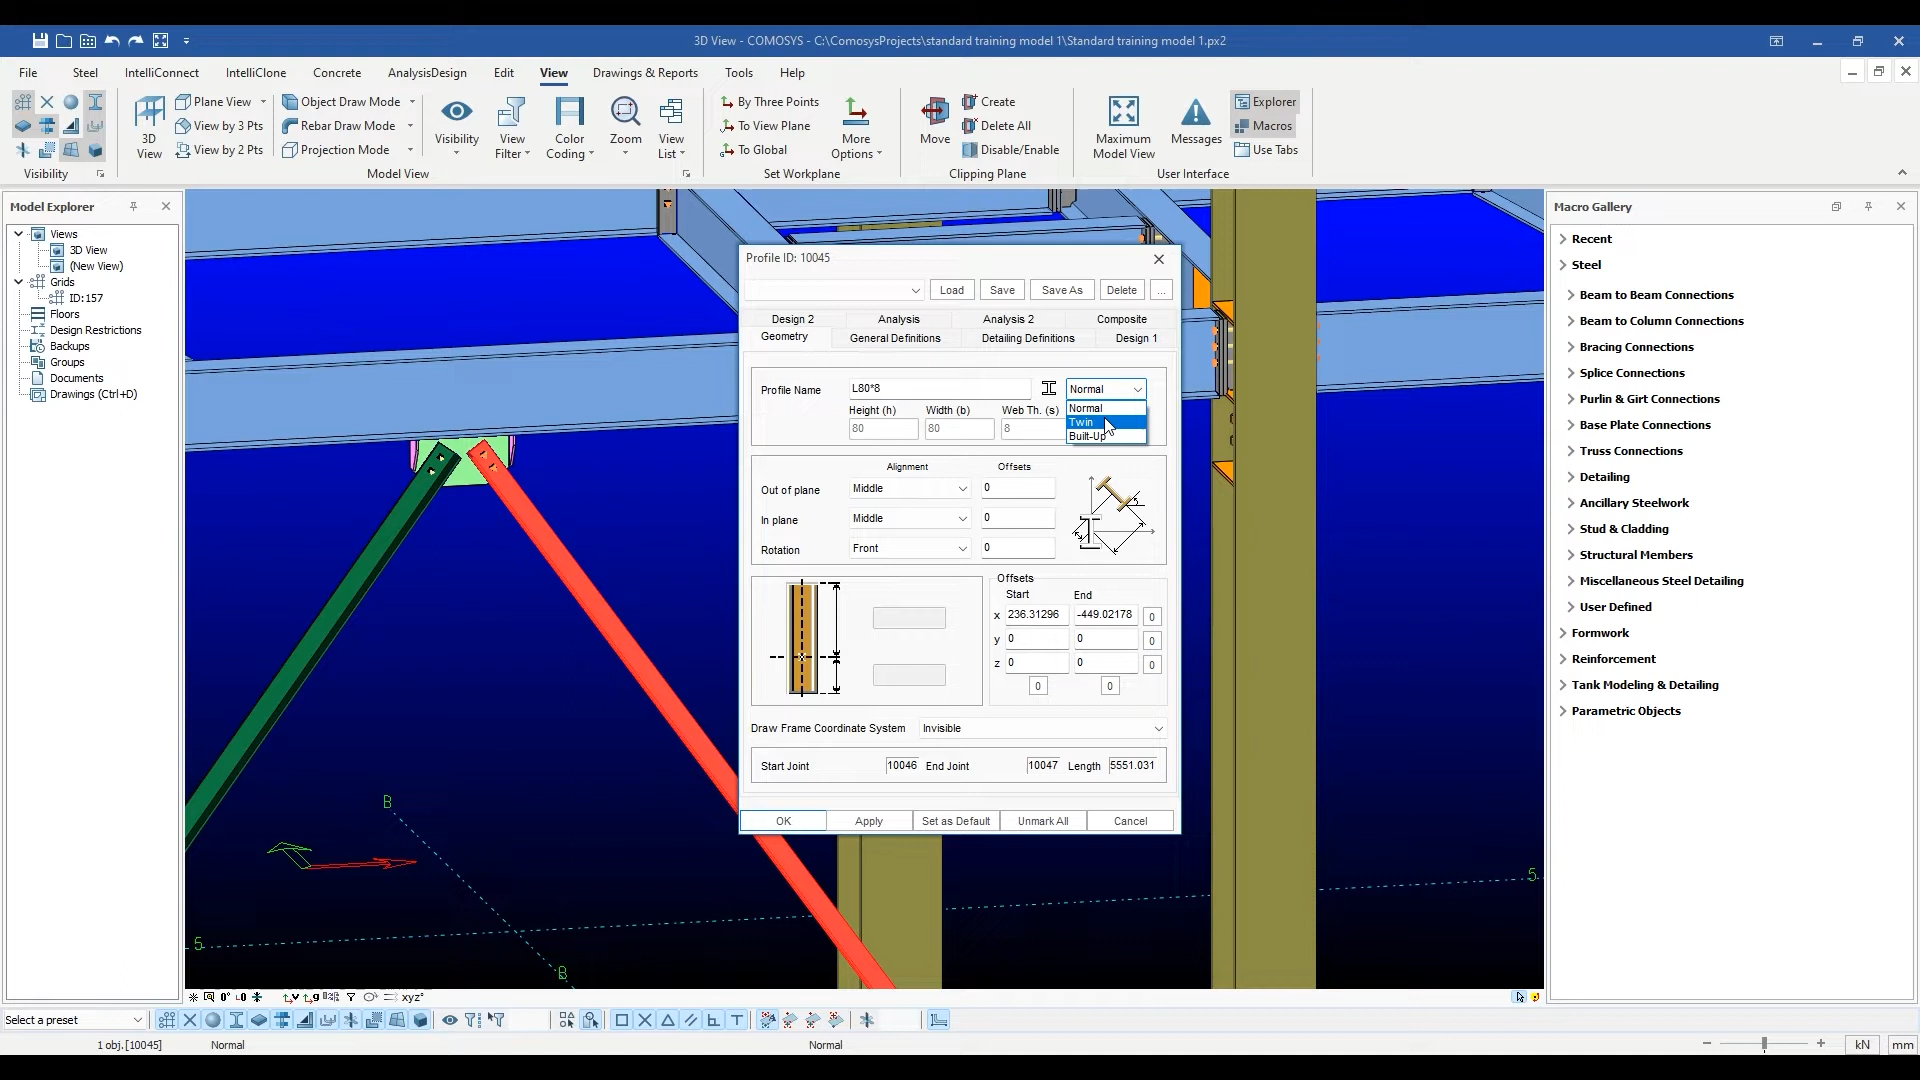 3D View - COMOSYS - C:\ComosysProjects\standard training model 1\Standard training model 1.px2
File Steel IntelliConnect IntelliClone Concrete AnalysisDesign Edit View Drawings & Reports Tools Help
Plane View
View by 3 Pts
View by 2 Pts
3D View
Object Draw Mode
Rebar Draw Mode
Projection Mode
Visibility
View Filter
Color Coding
Zoom
View List
By Three Points
To View Plane
To Global
More Options
Move
Create
Delete All
Disable/Enable
Maximum Model View
Messages
Explorer
Macros
Use Tabs
Visibility
Model View
Set Workplane
Clipping Plane
User Interface
Model Explorer
Views
3D View
(New View)
Grids
ID:157
Floors
Design Restrictions
Backups
Groups
Documents
Drawings (Ctrl+D)
Profile ID: 10045
Load Save Save As Delete ...
Design 2 Analysis Analysis 2 Composite
Geometry General Definitions Detailing Definitions Design 1
Profile Name L80*8 Normal
Height (h) Width (b) Web Th. (s)
80 80 8
Normal
Twin
Built-Up
Alignment Offsets
Out of plane Middle 0
In plane Middle 0
Rotation Front 0
Offsets
Start End
x 236.31296 -449.02178 0
y 0 0 0
z 0 0 0
0 0
Draw Frame Coordinate System Invisible
Start Joint 10046 End Joint 10047 Length 5551.031
OK Apply Set as Default Unmark All Cancel
B
5
5
B
Macro Gallery
Recent
Steel
Beam to Beam Connections
Beam to Column Connections
Bracing Connections
Splice Connections
Purlin & Girt Connections
Base Plate Connections
Truss Connections
Detailing
Ancillary Steelwork
Stud & Cladding
Structural Members
Miscellaneous Steel Detailing
User Defined
Formwork
Reinforcement
Tank Modeling & Detailing
Parametric Objects
xyz°
Select a preset
1 obj.[10045] Normal Normal kN mm